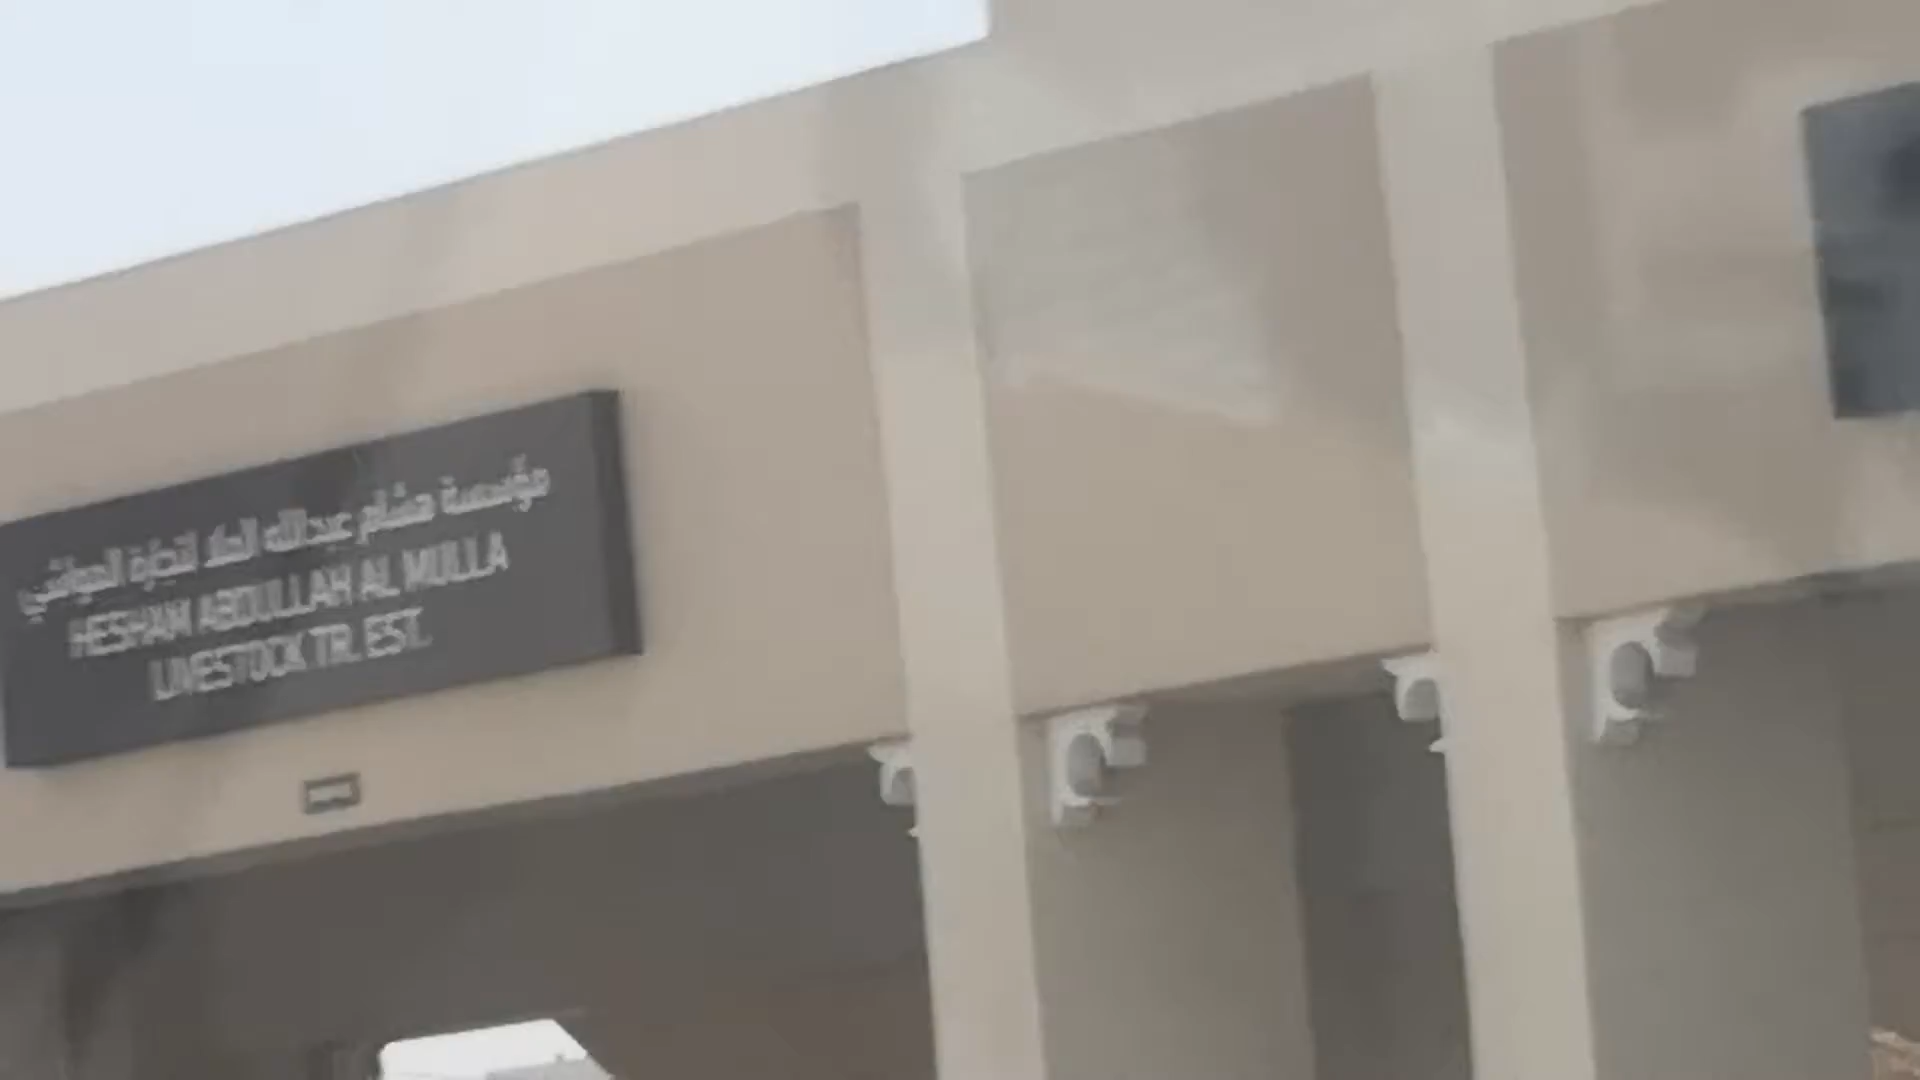 مؤسسة هشام عبدالله الملا لتجارة المواشي
HESHAM ABDULLAH AL MULLA
LIVESTOCK TR. EST.